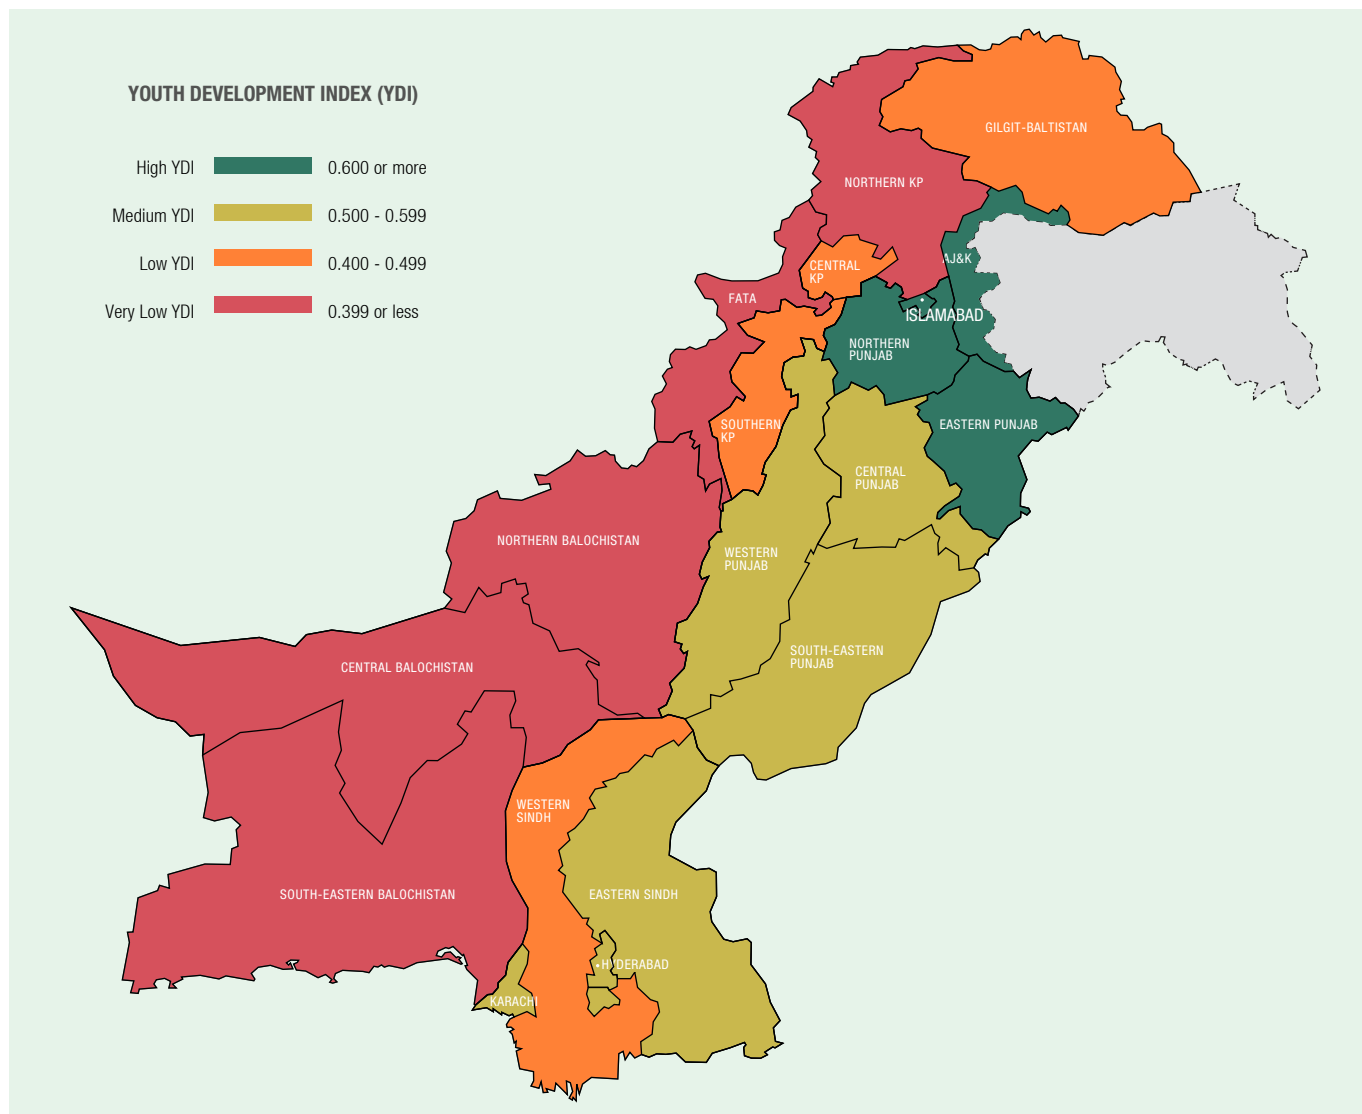 YOUTH DEVELOPMENT INDEX (YDI)
High YDI 0.600 or more
Medium YDI 0.500 - 0.599
Low YDI 0.400 - 0.499
Very Low YDI 0.399 or less
GILGIT-BALTISTAN
NORTHERN KP
AJ&K
CENTRAL
KP
FATA
ISLAMABAD
NORTHERN
PUNJAB
SOUTHERN
KP
EASTERN PUNJAB
CENTRAL
PUNJAB
NORTHERN BALOCHISTAN
WESTERN
PUNJAB
SOUTH-EASTERN
PUNJAB
CENTRAL BALOCHISTAN
WESTERN
SINDH
SOUTH-EASTERN BALOCHISTAN
EASTERN SINDH
HYDERABAD
KARACHI